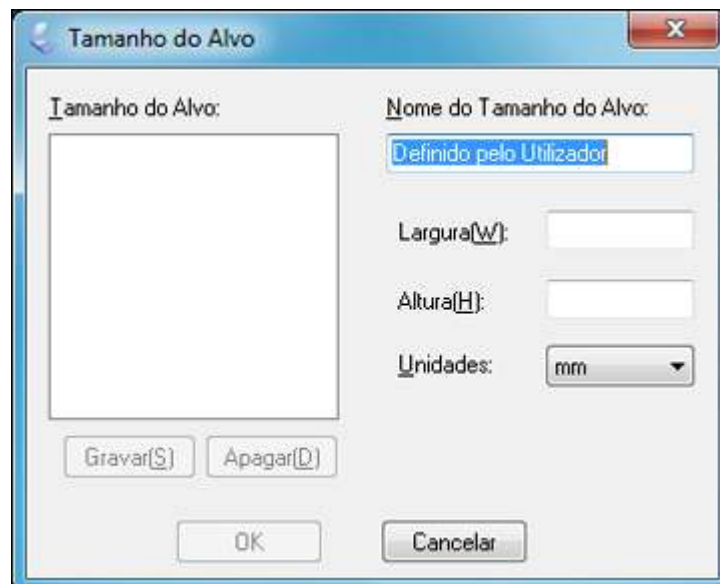 Tamanho do Alvo
Tamanho do Alvo:
Nome do Tamanho do Alvo:
Definido pelo Utilizador
Largura(W):
Altura(H):
Unidades:
mm
Gravar(S)
Apagar(D)
OK
Cancelar